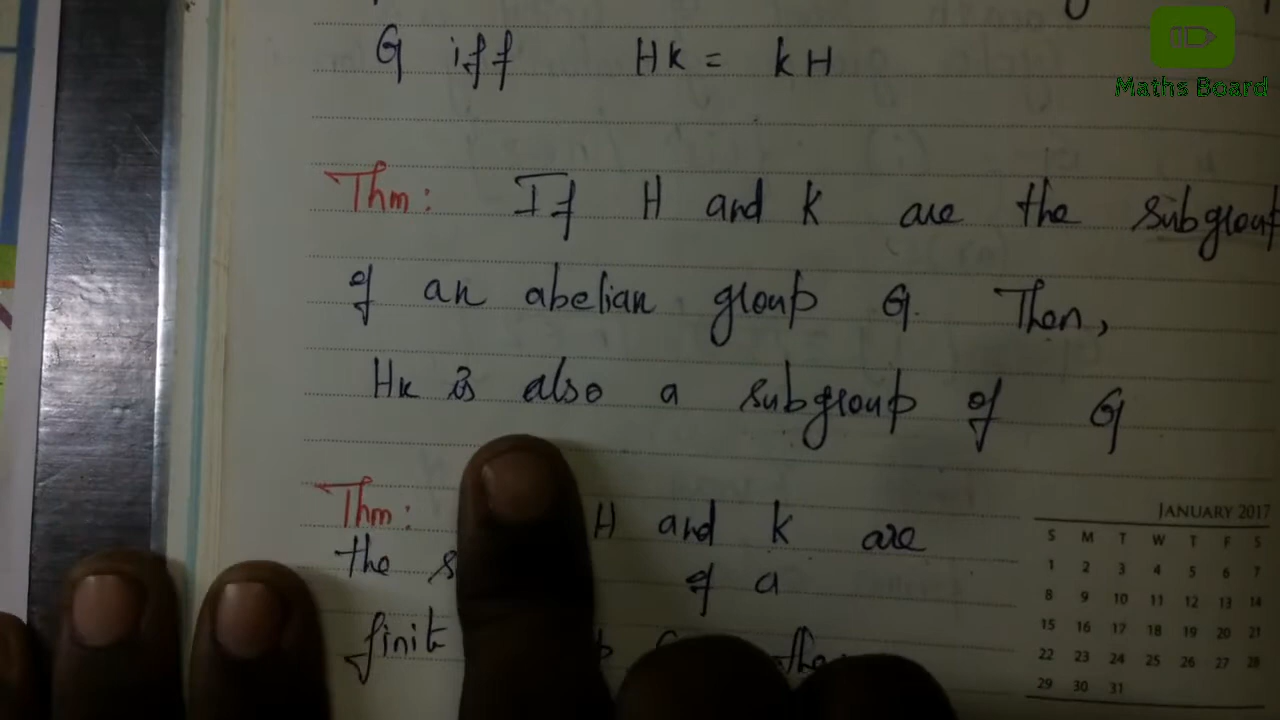 G iff HK = KH
Maths Board
Thm: If H and K are the subgroup
of an abelian group G. Then,
HK is also a subgroup of G
Thm: H and K are
the of a
finite
JANUARY 2017
S M T W T F S
1 2 3 4 5 6 7
8 9 10 11 12 13 14
15 16 17 18 19 20 21
22 23 24 25 26 27 28
29 30 31